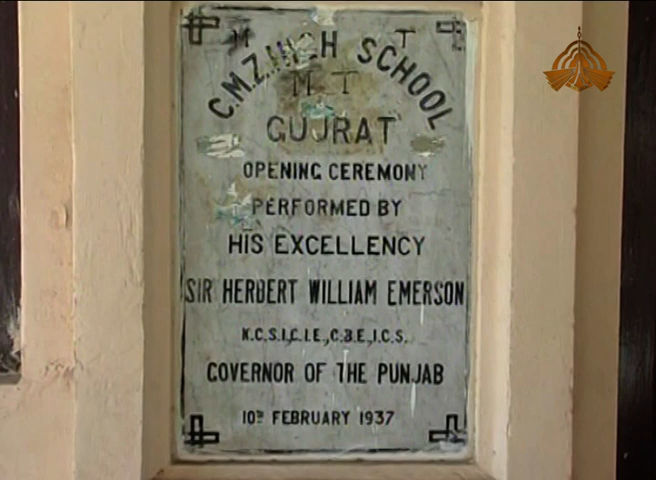 C.M.Z. HIGH SCHOOL
M T
GUJRAT
OPENING CEREMONY
PERFORMED BY
HIS EXCELLENCY
SIR HERBERT WILLIAM EMERSON
K.C.S.I.C.I.E.,C.B.E.,I.C.S.
GOVERNOR OF THE PUNJAB
10TH FEBRUARY 1937